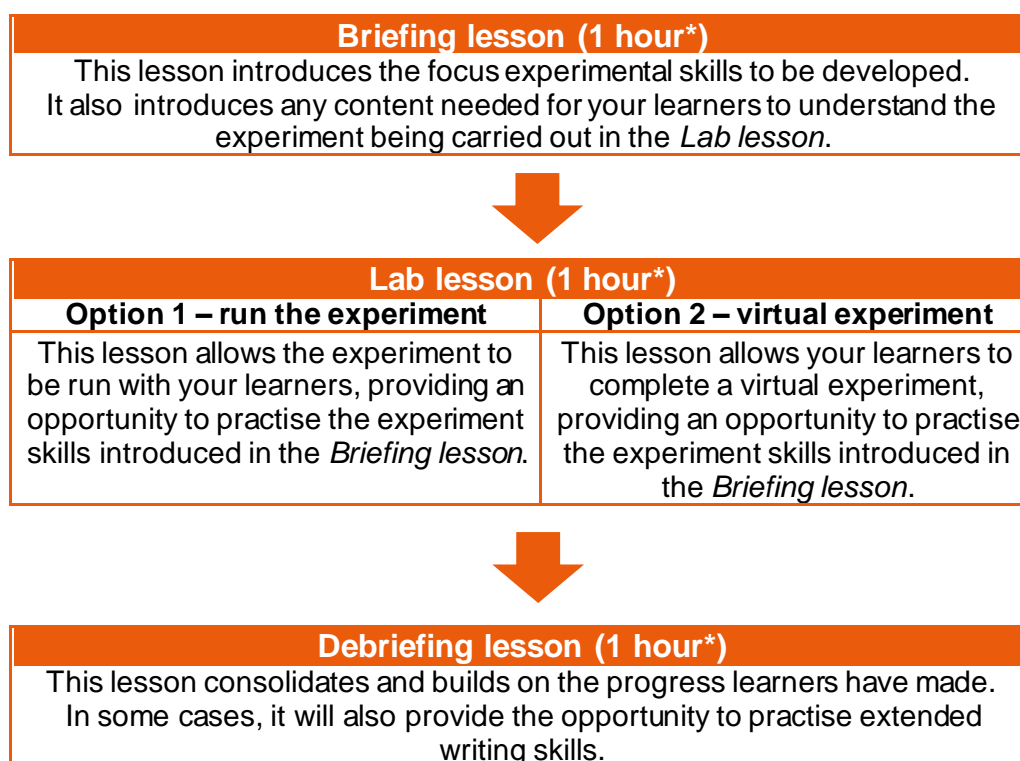 Briefing lesson (1 hour*)
This lesson introduces the focus experimental skills to be developed.
It also introduces any content needed for your learners to understand the
experiment being carried out in the Lab lesson.
Lab lesson (1 hour*)
Option 1 – run the experiment
This lesson allows the experiment to
be run with your learners, providing an
opportunity to practise the experiment
skills introduced in the Briefing lesson.
Option 2 – virtual experiment
This lesson allows your learners to
complete a virtual experiment,
providing an opportunity to practise
the experiment skills introduced in
the Briefing lesson.
Debriefing lesson (1 hour*)
This lesson consolidates and builds on the progress learners have made.
In some cases, it will also provide the opportunity to practise extended
writing skills.